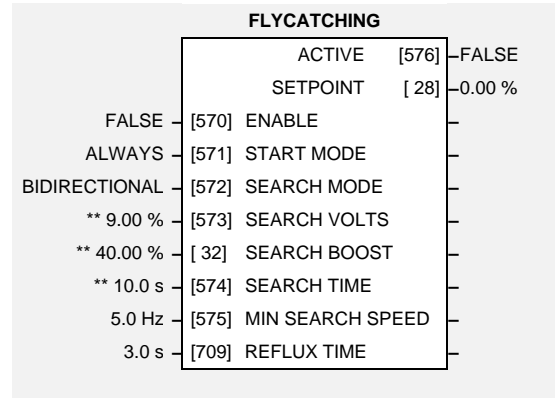 FLYCATCHING
ACTIVE [576] –FALSE
SETPOINT [ 28] –0.00 %
FALSE – [570] ENABLE –
ALWAYS – [571] START MODE –
BIDIRECTIONAL – [572] SEARCH MODE –
** 9.00 % – [573] SEARCH VOLTS –
** 40.00 % – [ 32] SEARCH BOOST –
** 10.0 s – [574] SEARCH TIME –
5.0 Hz – [575] MIN SEARCH SPEED –
3.0 s – [709] REFLUX TIME –